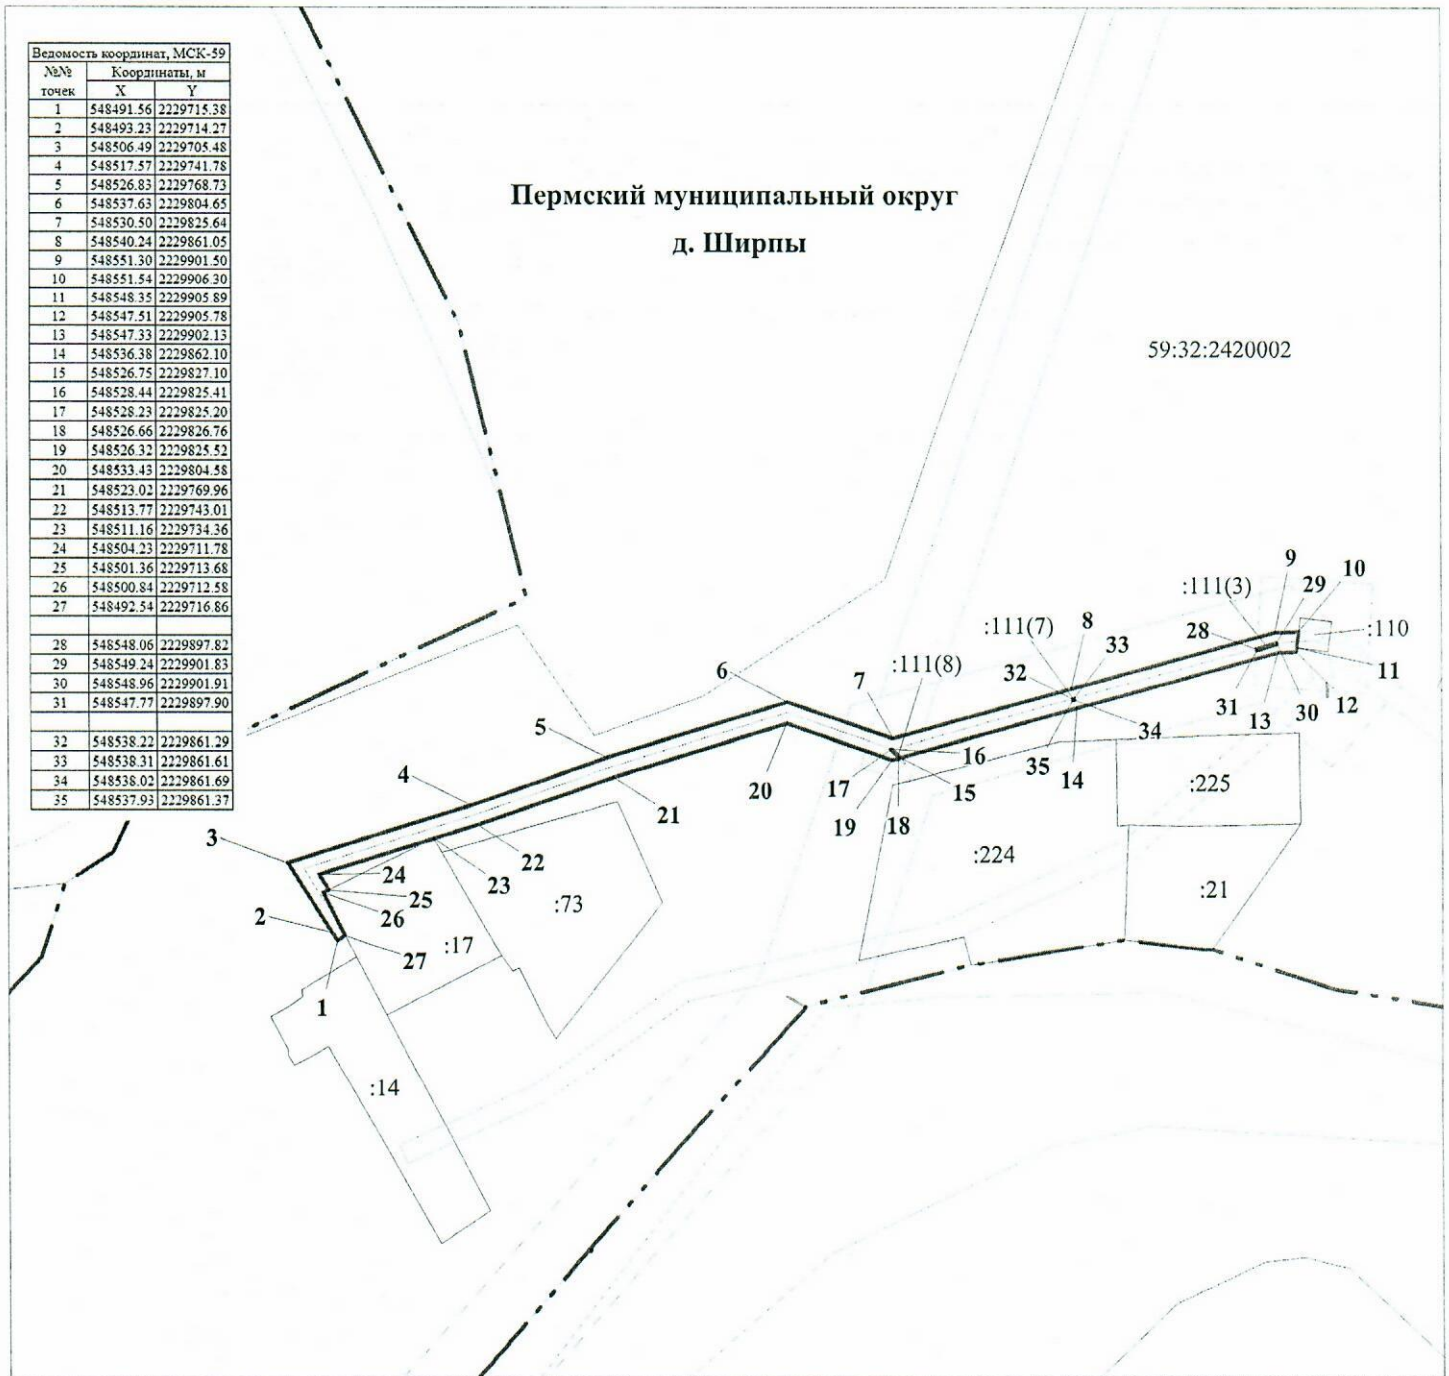 Ведомость координат, МСК-59
№№ точек Координаты, м
X Y
1 548491.56 2229715.38
2 548493.23 2229714.27
3 548506.49 2229705.48
4 548517.57 2229741.78
5 548526.83 2229768.73
6 548537.63 2229804.65
7 548530.50 2229825.64
8 548540.24 2229861.05
9 548551.30 2229901.50
10 548551.54 2229906.30
11 548548.35 2229905.89
12 548547.51 2229905.78
13 548547.33 2229902.13
14 548536.38 2229862.10
15 548526.75 2229827.10
16 548528.44 2229825.41
17 548528.23 2229825.20
18 548526.66 2229826.76
19 548526.32 2229825.52
20 548533.43 2229804.58
21 548523.02 2229769.96
22 548513.77 2229743.01
23 548511.16 2229734.36
24 548504.23 2229711.78
25 548501.36 2229713.68
26 548500.84 2229712.58
27 548492.54 2229716.86
28 548548.06 2229897.82
29 548549.24 2229901.83
30 548548.96 2229901.91
31 548547.77 2229897.90
32 548538.22 2229861.29
33 548538.31 2229861.61
34 548538.02 2229861.69
35 548537.93 2229861.37
Пермский муниципальный округ
д. Ширпы
59:32:2420002
9
29
10
:111(3)
28
:110
8
33
:111(7)
32
11
7
:111(8)
6
31
13
30
12
34
5
16
35
14
4
20
17
15
:225
21
19
18
3
22
:224
24
23
25
:73
:21
2
26
:17
27
1
:14